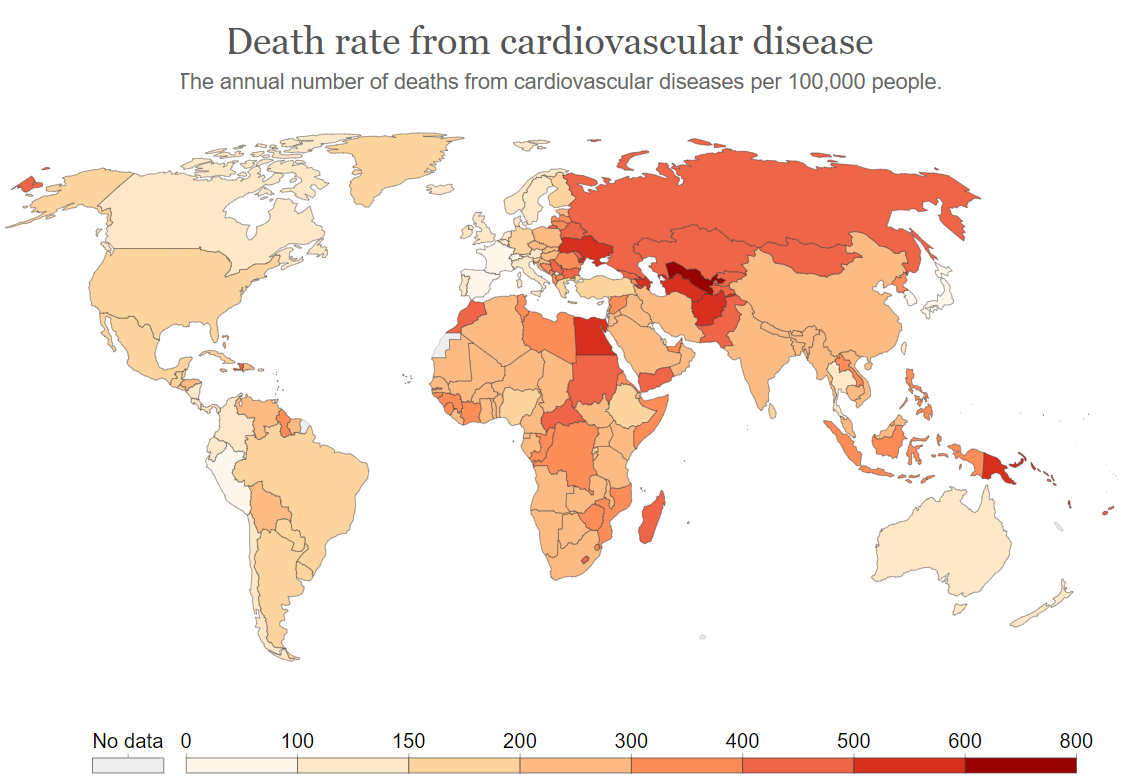 Death rate from cardiovascular disease
The annual number of deaths from cardiovascular diseases per 100,000 people.
No data 0 100 150 200 300 400 500 600 800